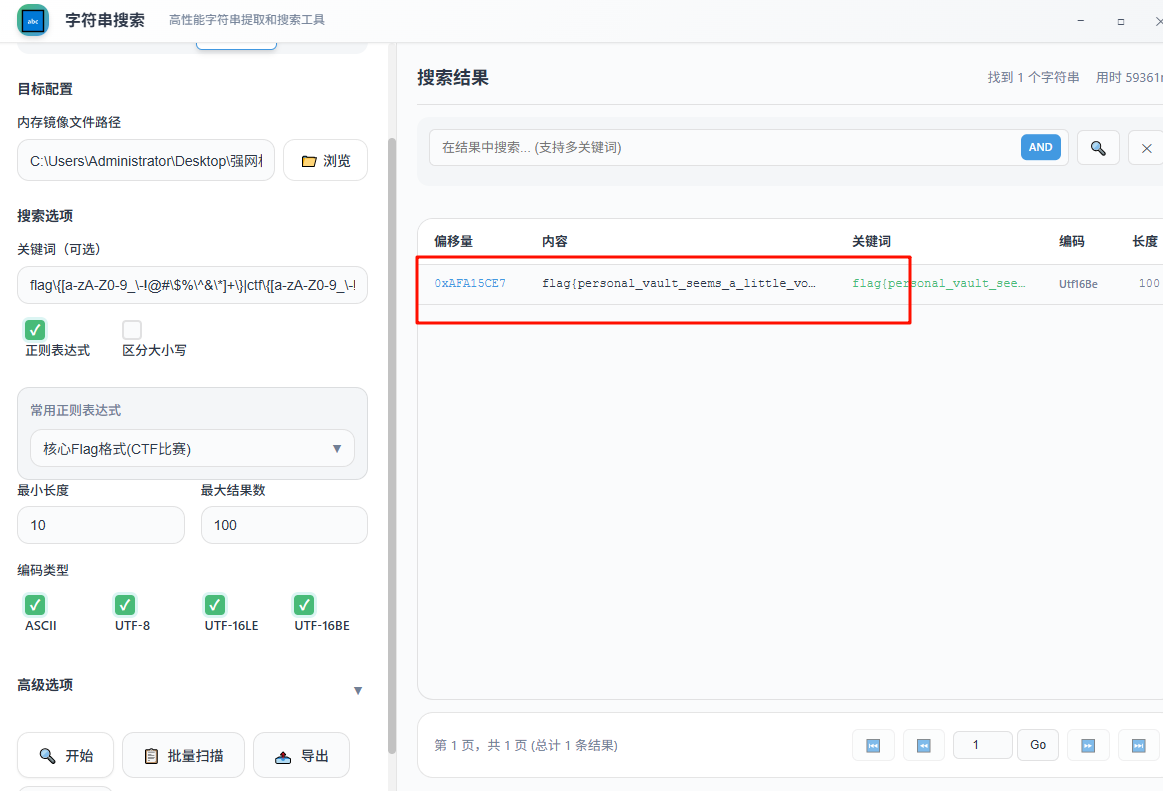 abc
字符串搜索
高性能字符串提取和搜索工具
目标配置
内存镜像文件路径
C:\Users\Administrator\Desktop\强网
浏览
搜索选项
关键词（可选）
flag\{[a-zA-Z0-9_\-!@#\$%\^&\*]+\}|ctf\{[a-zA-Z0-9_\-!
正则表达式
区分大小写
常用正则表达式
核心Flag格式(CTF比赛)
最小长度
最大结果数
10
100
编码类型
ASCII
UTF-8
UTF-16LE
UTF-16BE
高级选项
开始
批量扫描
导出
搜索结果
找到 1 个字符串
用时 59361
在结果中搜索... (支持多关键词)
AND
偏移量
内容
关键词
编码
长度
0xAFA15CE7
flag{personal_vault_seems_a_little_vo…
flag{personal_vault_see…
Utf16Be
100
第 1 页，共 1 页 (总计 1 条结果)
1
Go